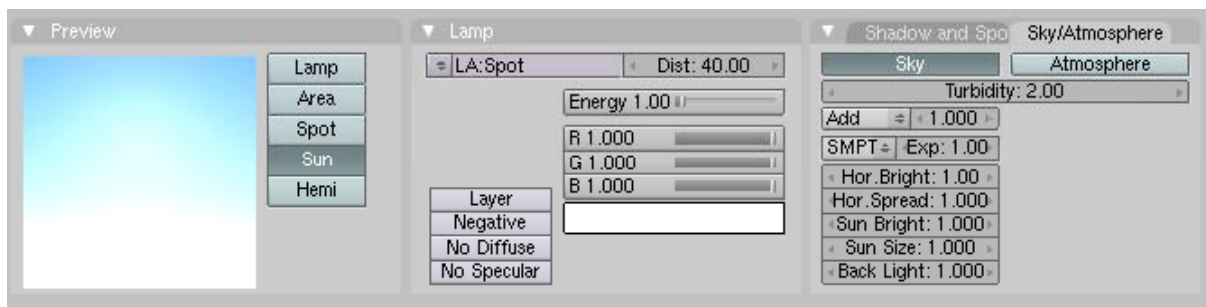 Preview
Lamp
Area
Spot
Sun
Hemi
Lamp
LA:Spot
Dist: 40.00
Energy 1.00
R 1.000
G 1.000
B 1.000
Layer
Negative
No Diffuse
No Specular
Shadow and Spo
Sky/Atmosphere
Sky
Atmosphere
Turbidity: 2.00
Add
1.000
SMPT
Exp: 1.00
Hor.Bright: 1.00
Hor.Spread: 1.000
Sun Bright: 1.000
Sun Size: 1.000
Back Light: 1.000